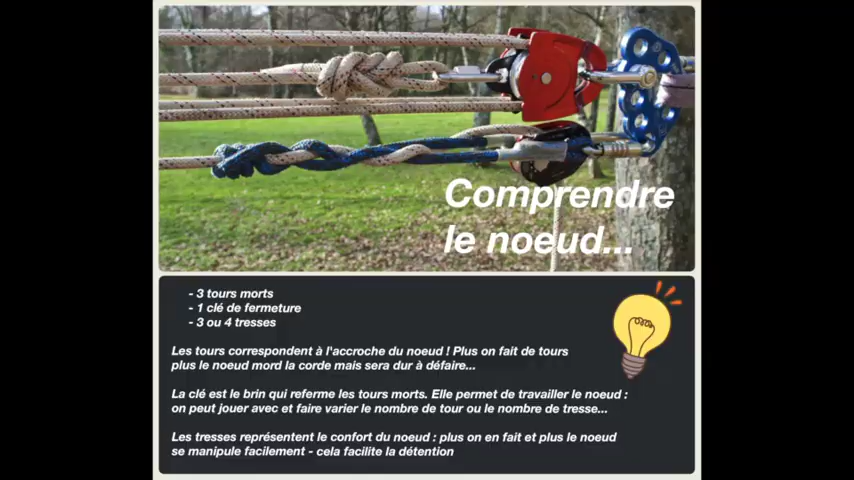 Comprendre
le noeud...
- 3 tours morts
- 1 clé de fermeture
- 3 ou 4 tresses
Les tours correspondent à l'accroche du noeud ! Plus on fait de tours
plus le noeud mord la corde mais sera dur à défaire...
La clé est le brin qui referme les tours morts. Elle permet de travailler le noeud :
on peut jouer avec et faire varier le nombre de tour ou le nombre de tresse...
Les tresses représentent le confort du noeud : plus on en fait et plus le noeud
se manipule facilement - cela facilite la détention